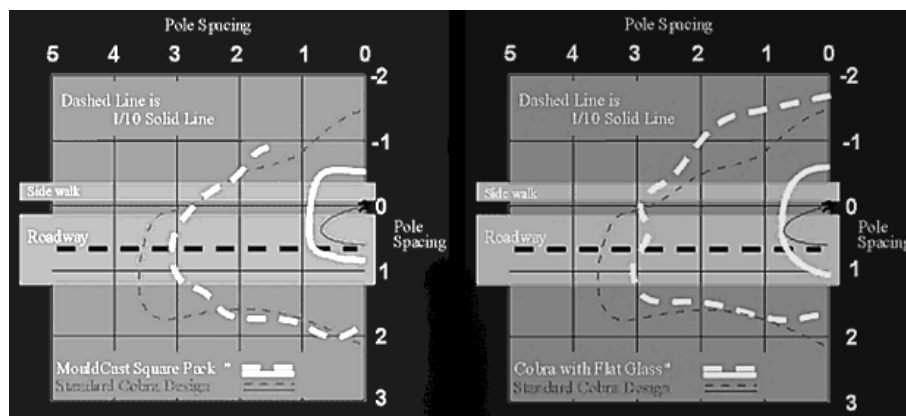 Pole Spacing
5 4 3 2 1 0
-2
Dashed Line is
1/10 Solid Line
-1
Side walk
0
Roadway
Pole
Spacing
1
2
MouldCast Square Pack *
Standard Cobra Design
3
Pole Spacing
5 4 3 2 1 0
-2
Dashed Line is
1/10 Solid Line
-1
Side walk
0
Roadway
Pole
Spacing
1
2
Cobra with Flat Glass*
Standard Cobra Design
3